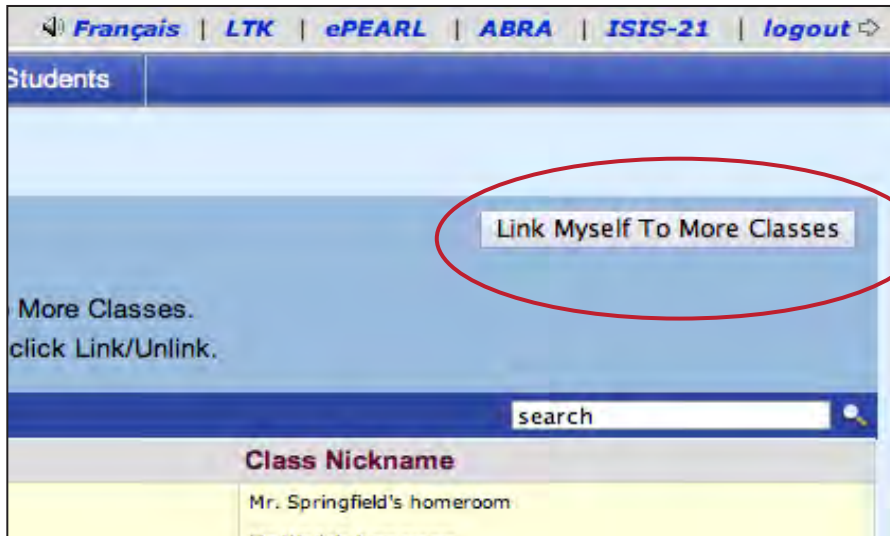 Français | LTK | ePEARL | ABRA | ISIS-21 | logout
Students
Link Myself To More Classes
More Classes.
click Link/Unlink.
search
Class Nickname
Mr. Springfield's homeroom